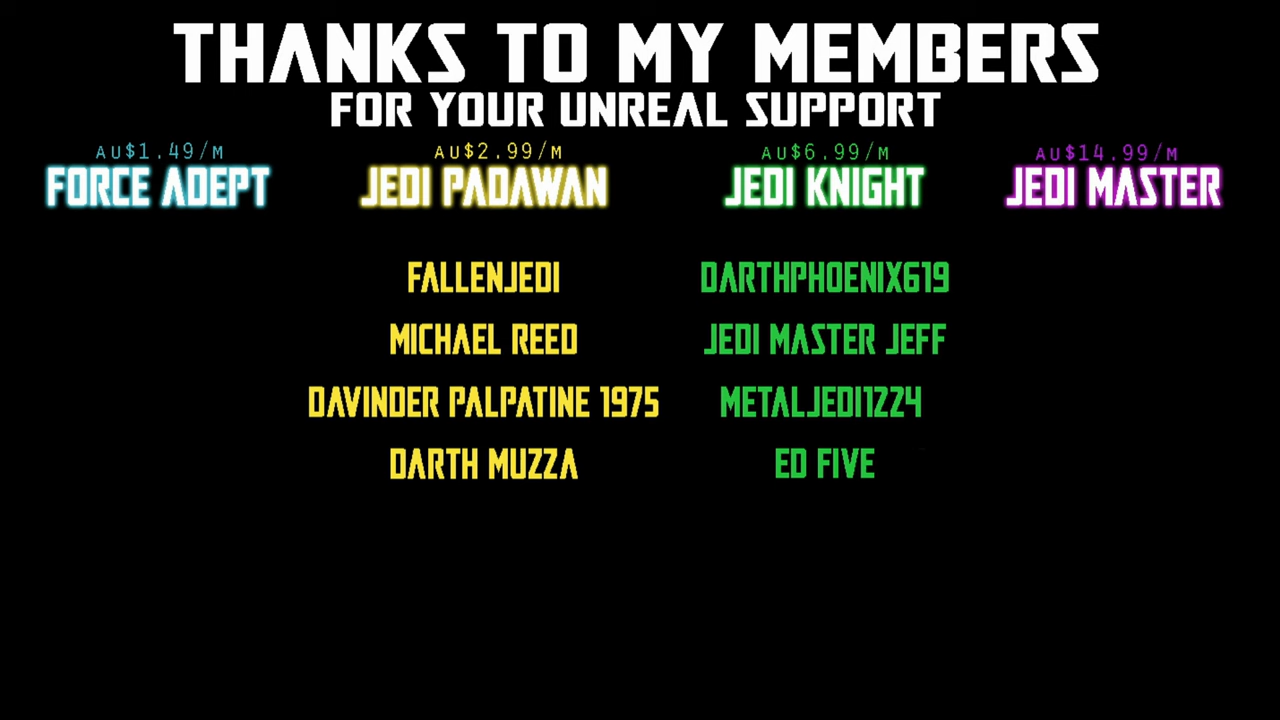 THANKS TO MY MEMBERS
FOR YOUR UNREAL SUPPORT
AU$1.49/M AU$2.99/M AU$6.99/M AU$14.99/M
FORCE ADEPT JEDI PADAWAN JEDI KNIGHT JEDI MASTER
FALLENJEDI DARTHPHOENIX619
MICHAEL REED JEDI MASTER JEFF
DAVINDER PALPATINE 1975 METALJEDI1224
DARTH MUZZA ED FIVE